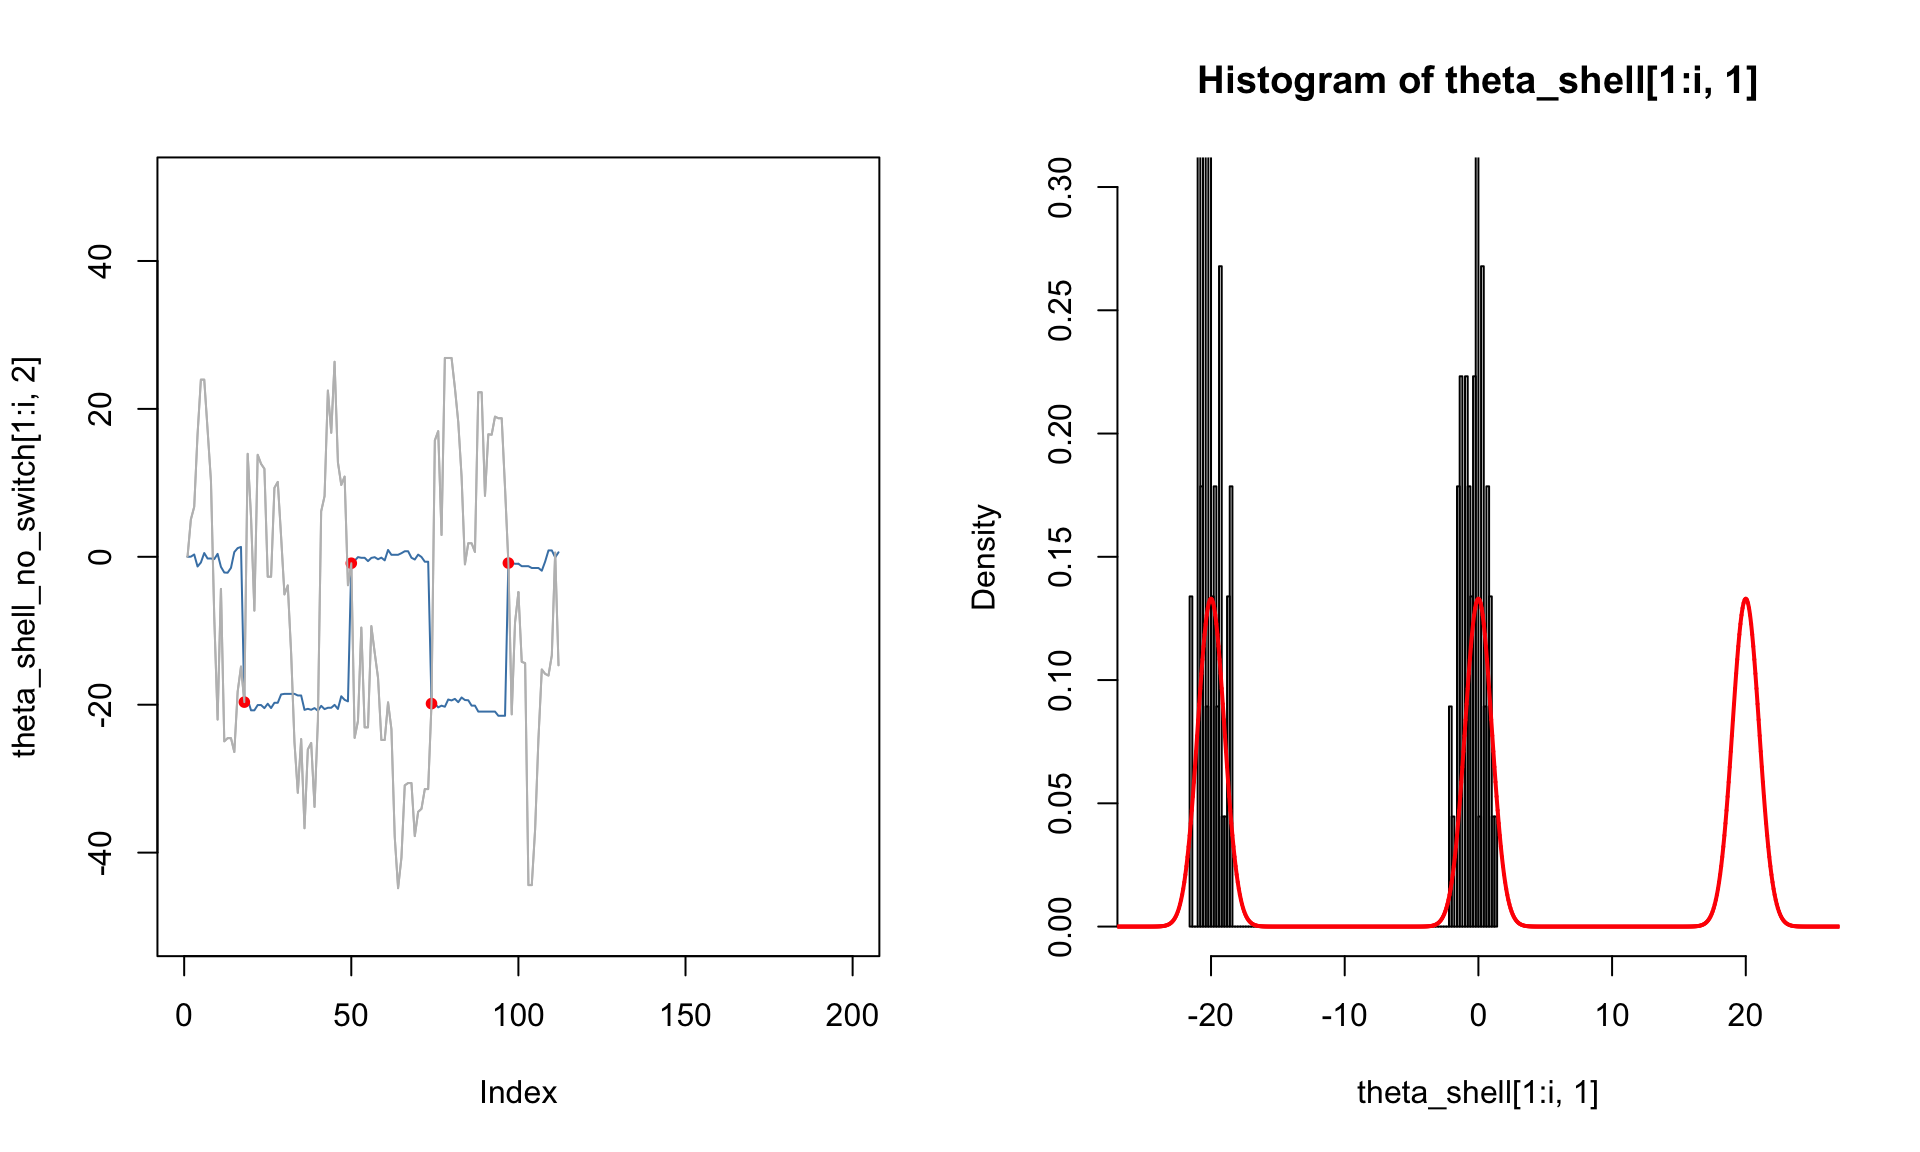 theta_shell_no_switch[1:i, 2]
40
20
0
-20
-40
0 50 100 150 200
Index
Histogram of theta_shell[1:i, 1]
Density
0.30
0.25
0.20
0.15
0.10
0.05
0.00
-20 -10 0 10 20
theta_shell[1:i, 1]